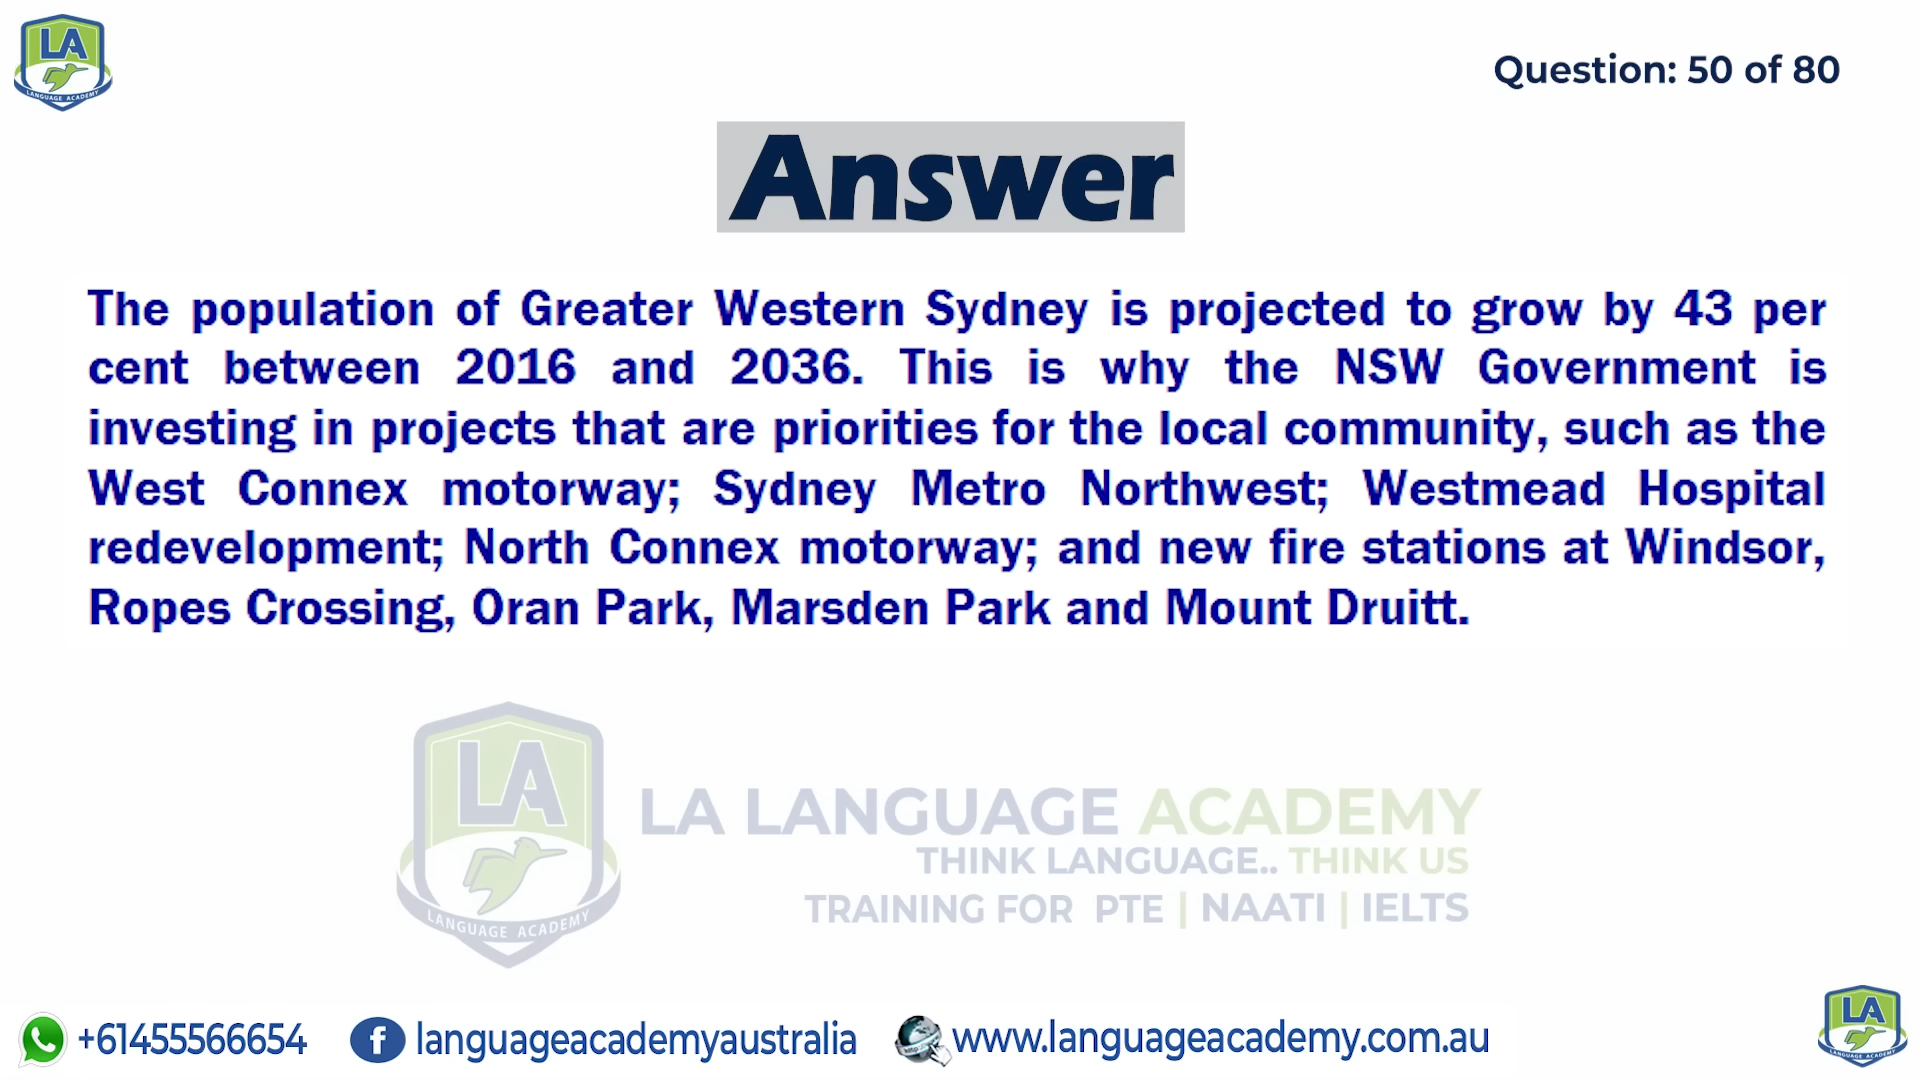 LA
LANGUAGE ACADEMY
Question: 50 of 80
Answer
The population of Greater Western Sydney is projected to grow by 43 per
cent between 2016 and 2036. This is why the NSW Government is
investing in projects that are priorities for the local community, such as the
West Connex motorway; Sydney Metro Northwest; Westmead Hospital
redevelopment; North Connex motorway; and new fire stations at Windsor,
Ropes Crossing, Oran Park, Marsden Park and Mount Druitt.
LA
LANGUAGE ACADEMY
LA LANGUAGE ACADEMY
THINK LANGUAGE.. THINK US
TRAINING FOR PTE | NAATI | IELTS
+61455566654
languageacademyaustralia
www.languageacademy.com.au
LA
LANGUAGE ACADEMY